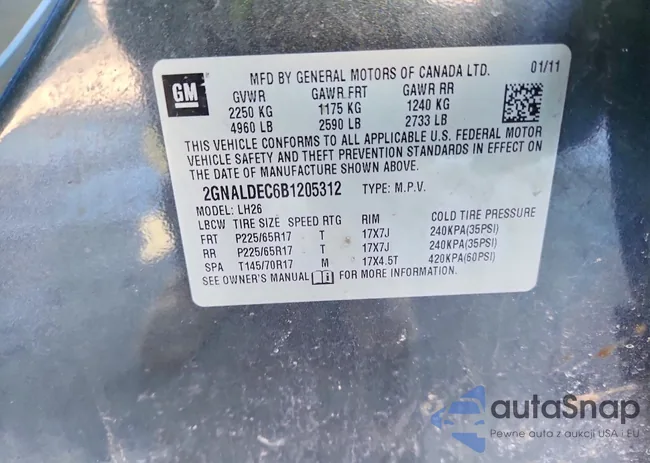 GM
MFD BY GENERAL MOTORS OF CANADA LTD. 01/11
GVWR GAWR FRT GAWR RR
2250 KG 1175 KG 1240 KG
4960 LB 2590 LB 2733 LB
THIS VEHICLE CONFORMS TO ALL APPLICABLE U.S. FEDERAL MOTOR
VEHICLE SAFETY AND THEFT PREVENTION STANDARDS IN EFFECT ON
THE DATE OF MANUFACTURE SHOWN ABOVE.
2GNALDEC6B1205312 TYPE: M.P.V.
MODEL: LH26
LBCW TIRE SIZE SPEED RTG RIM COLD TIRE PRESSURE
FRT P225/65R17 T 17X7J 240KPA(35PSI)
RR P225/65R17 T 17X7J 240KPA(35PSI)
SPA T145/70R17 M 17X4.5T 420KPA(60PSI)
SEE OWNER'S MANUAL FOR MORE INFORMATION.
autaSnap
Pewne auta z aukcji USA i EU